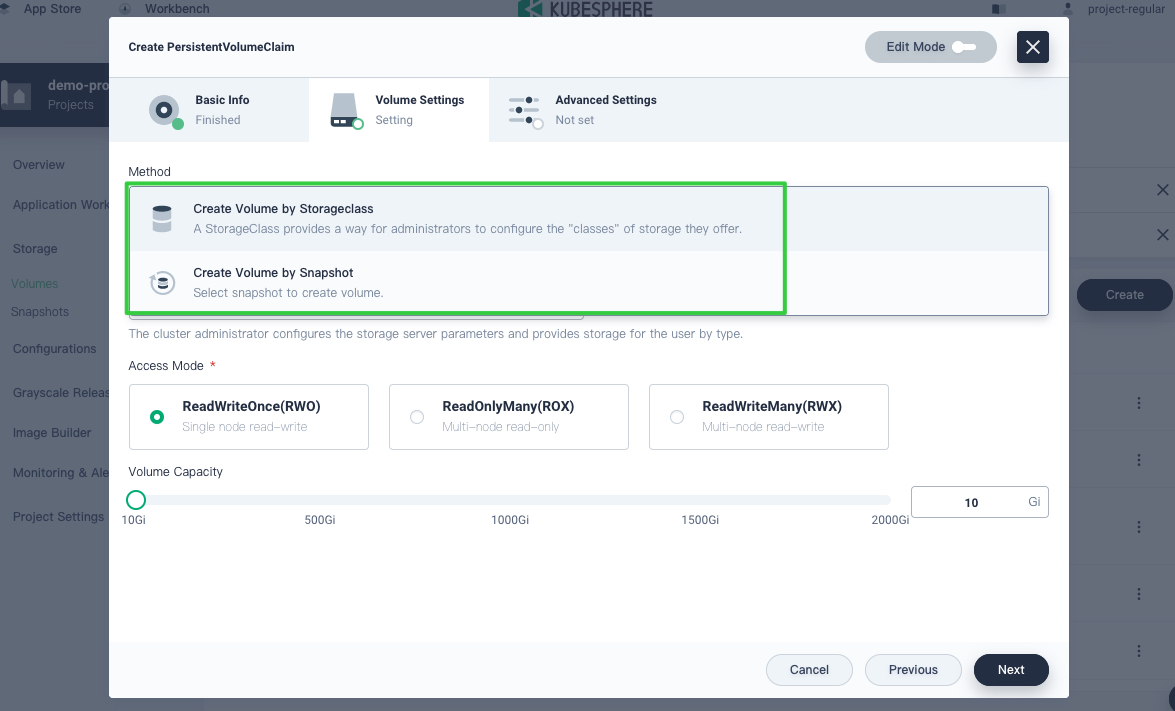 App Store
Workbench
KUBESPHERE
project-regular
demo-pro
Projects
Overview
Application Work
Storage
Volumes
Snapshots
Configurations
Grayscale Releas
Image Builder
Monitoring & Ale
Project Settings
Create PersistentVolumeClaim
Edit Mode
Basic Info
Finished
Volume Settings
Setting
Advanced Settings
Not set
Method
Create Volume by Storageclass
A StorageClass provides a way for administrators to configure the "classes" of storage they offer.
Create Volume by Snapshot
Select snapshot to create volume.
The cluster administrator configures the storage server parameters and provides storage for the user by type.
Access Mode *
ReadWriteOnce(RWO)
Single node read-write
ReadOnlyMany(ROX)
Multi-node read-only
ReadWriteMany(RWX)
Multi-node read-write
Volume Capacity
10 Gi
10Gi 500Gi 1000Gi 1500Gi 2000Gi
Cancel
Previous
Next
Create